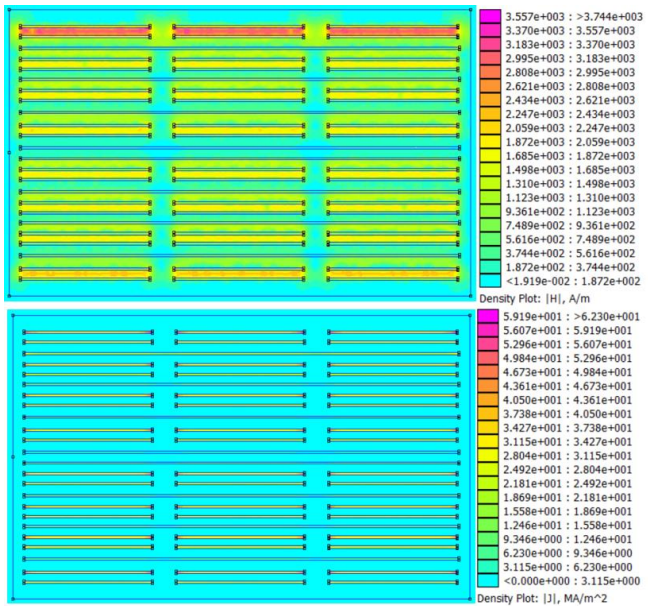 3.557e+003 : >3.744e+003
3.370e+003 : 3.557e+003
3.183e+003 : 3.370e+003
2.995e+003 : 3.183e+003
2.808e+003 : 2.995e+003
2.621e+003 : 2.808e+003
2.434e+003 : 2.621e+003
2.247e+003 : 2.434e+003
2.059e+003 : 2.247e+003
1.872e+003 : 2.059e+003
1.685e+003 : 1.872e+003
1.498e+003 : 1.685e+003
1.310e+003 : 1.498e+003
1.123e+003 : 1.310e+003
9.361e+002 : 1.123e+003
7.489e+002 : 9.361e+002
5.616e+002 : 7.489e+002
3.744e+002 : 5.616e+002
1.872e+002 : 3.744e+002
<1.919e-002 : 1.872e+002
Density Plot: |H|, A/m
5.919e+001 : >6.230e+001
5.607e+001 : 5.919e+001
5.296e+001 : 5.607e+001
4.984e+001 : 5.296e+001
4.673e+001 : 4.984e+001
4.361e+001 : 4.673e+001
4.050e+001 : 4.361e+001
3.738e+001 : 4.050e+001
3.427e+001 : 3.738e+001
3.115e+001 : 3.427e+001
2.804e+001 : 3.115e+001
2.492e+001 : 2.804e+001
2.181e+001 : 2.492e+001
1.869e+001 : 2.181e+001
1.558e+001 : 1.869e+001
1.246e+001 : 1.558e+001
9.346e+000 : 1.246e+001
6.230e+000 : 9.346e+000
3.115e+000 : 6.230e+000
<0.000e+000 : 3.115e+000
Density Plot: |J|, MA/m^2